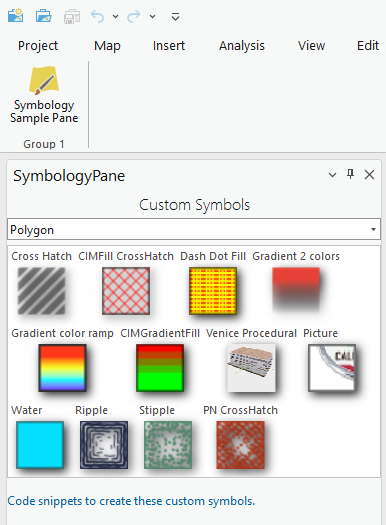 Project Map Insert Analysis View Edit
Symbology
Sample Pane
Group 1
SymbologyPane
Custom Symbols
Polygon
Cross Hatch CIMFill CrossHatch Dash Dot Fill Gradient 2 colors
Gradient color ramp CIMGradientFill Venice Procedural Picture
CALI
Water Ripple Stipple PN CrossHatch
Code snippets to create these custom symbols.